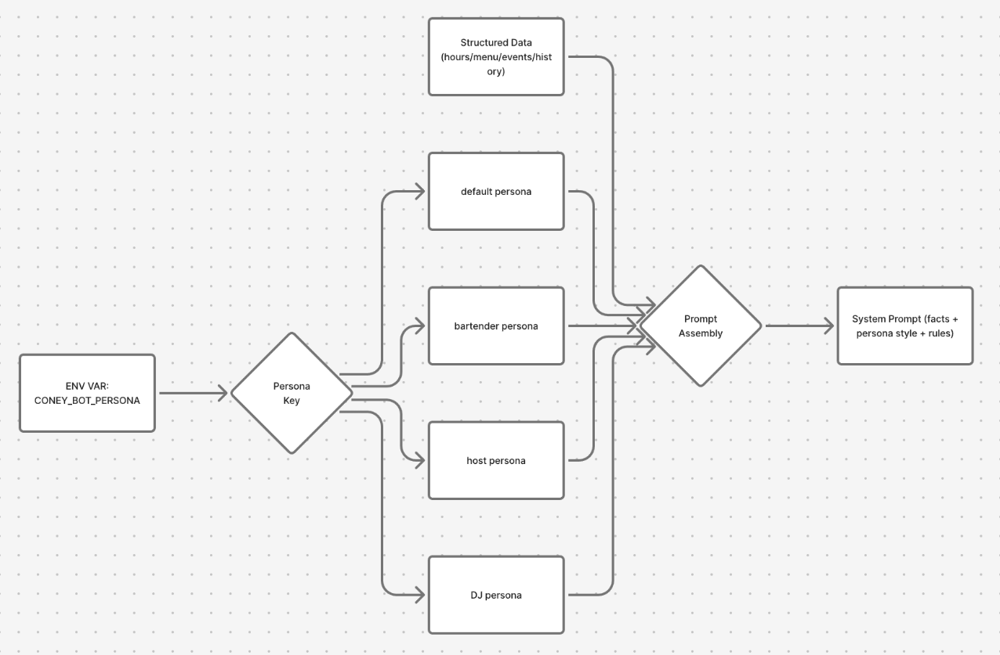 Structured Data
(hours/menu/events/hist
ory)
default persona
bartender persona
Prompt
Assembly
System Prompt (facts +
persona style + rules)
ENV VAR:
CONEY_BOT_PERSONA
Persona
Key
host persona
DJ persona